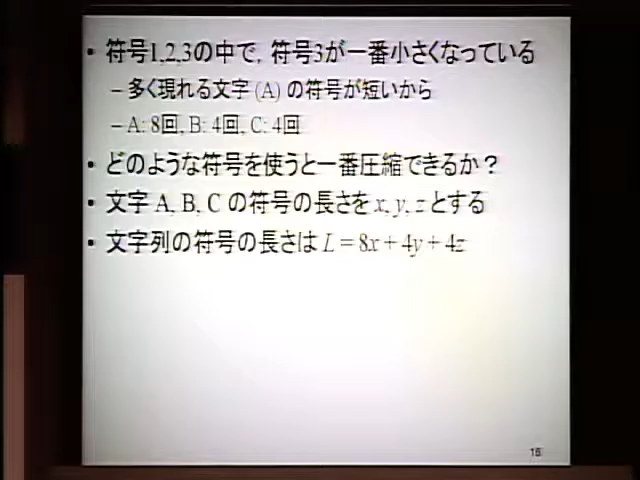 • 符号1,2,3の中で, 符号3が一番小さくなっている
– 多く現れる文字 (A) の符号が短いから
– A: 8回, B: 4回, C: 4回
• どのような符号を使うと一番圧縮できるか？
• 文字 A, B, C の符号の長さを x, y, z とする
• 文字列の符号の長さは L = 8x + 4y + 4z